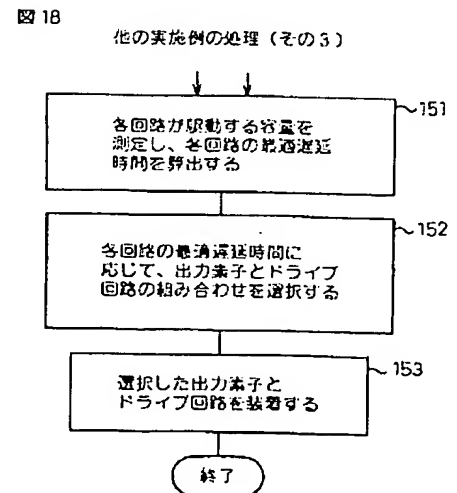 図18
他の実施例の処理（その3）
151
各回路が駆動する容量を
測定し、各回路の最適遅延
時間を算出する
152
各回路の最適遅延時間に
応じて、出力素子とドライブ
回路の組み合わせを選択する
153
選択した出力素子と
ドライブ回路を装着する
終了